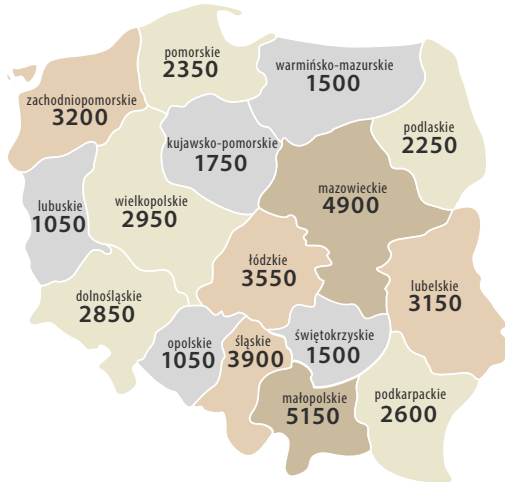 pomorskie
2350
warmińsko-mazurskie
1500
zachodniopomorskie
3200
podlaskie
2250
kujawsko-pomorskie
1750
mazowieckie
4900
lubuskie
1050
wielkopolskie
2950
łódzkie
3550
lubelskie
3150
dolnośląskie
2850
opolskie
1050
śląskie
3900
świętokrzyskie
1500
małopolskie
5150
podkarpackie
2600